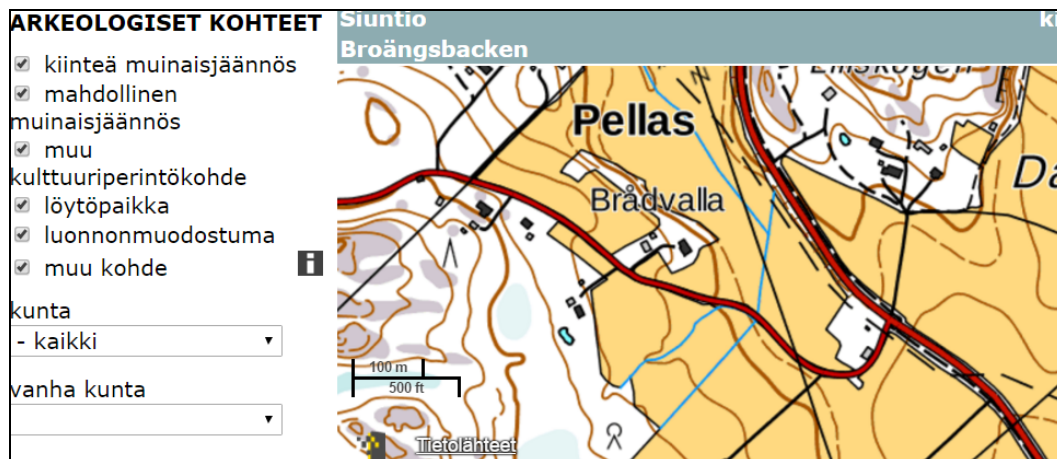 ARKEOLOGISET KOHTEET
kiinteä muinaisjäännös
mahdollinen
muinaisjäännös
muu
kulttuuriperintökohde
löytöpaikka
luonnonmuodostuma
muu kohde
i
kunta
- kaikki
vanha kunta
Siuntio
Broängsbacken
Pellas
Brådvalla
100 m
500 ft
Tietolähteet